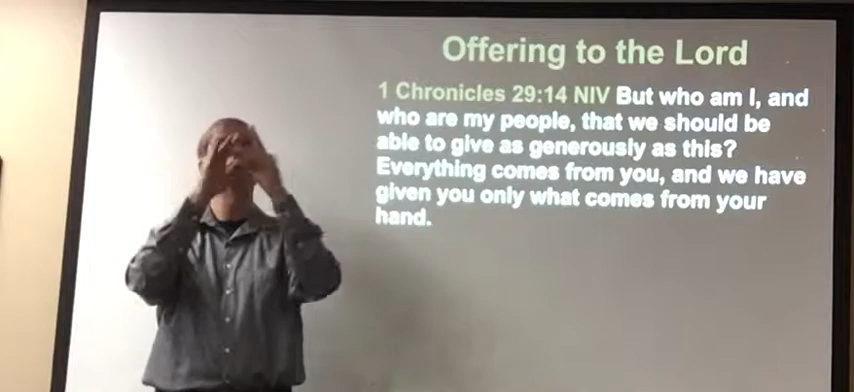 Offering to the Lord
1 Chronicles 29:14 NIV But who am I, and
who are my people, that we should be
able to give as generously as this?
Everything comes from you, and we have
given you only what comes from your
hand.